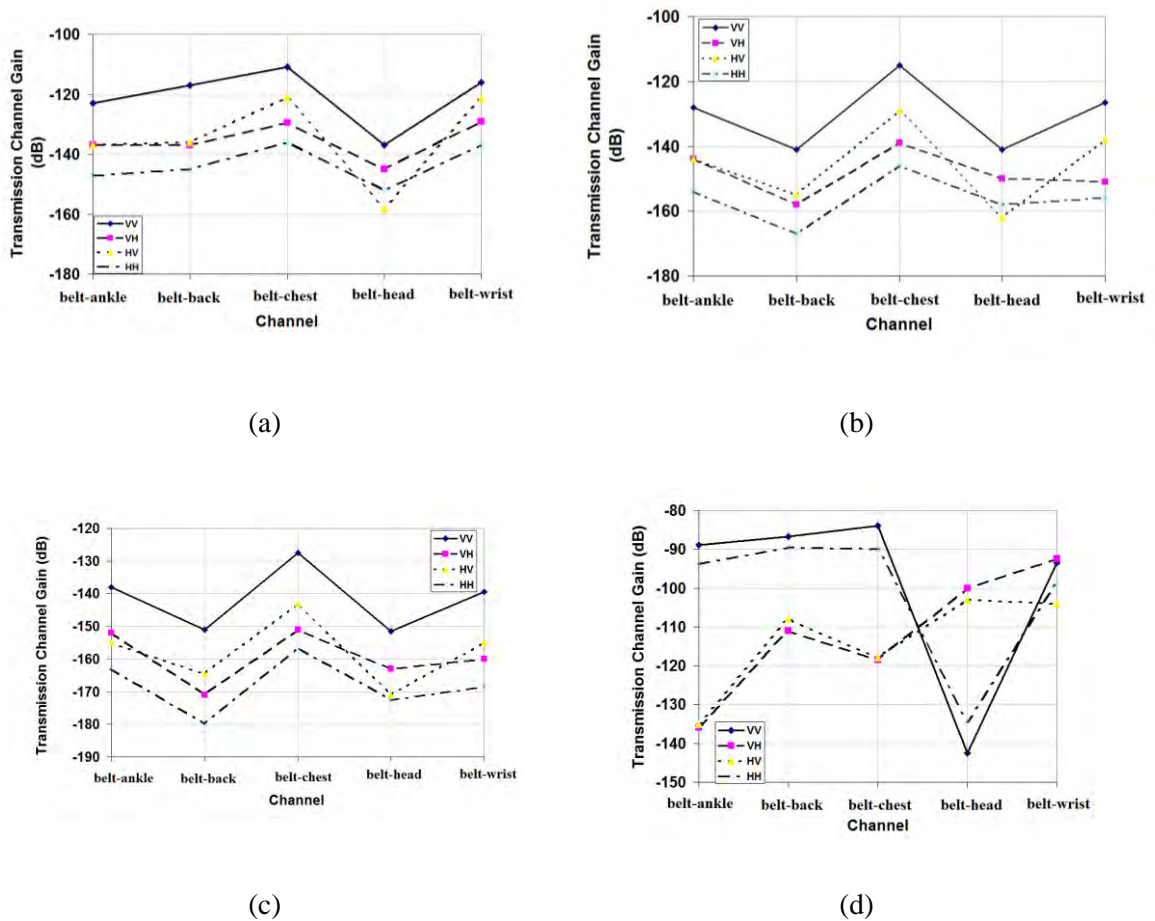 -100
-120
-140
-160
-180
Transmission Channel Gain
(dB)
VV
VH
HV
HH
belt-ankle belt-back belt-chest belt-head belt-wrist
Channel
(a)
-100
-120
-140
-160
-180
Transmission Channel Gain
(dB)
VV
VH
HV
HH
belt-ankle belt-back belt-chest belt-head belt-wrist
Channel
(b)
-120
-130
-140
-150
-160
-170
-180
-190
Transmission Channel Gain (dB)
VV
VH
HV
HH
belt-ankle belt-back belt-chest belt-head belt-wrist
Channel
(c)
-80
-90
-100
-110
-120
-130
-140
-150
Transmission Channel Gain (dB)
VV
VH
HV
HH
belt-ankle belt-back belt-chest belt-head belt-wrist
Channel
(d)